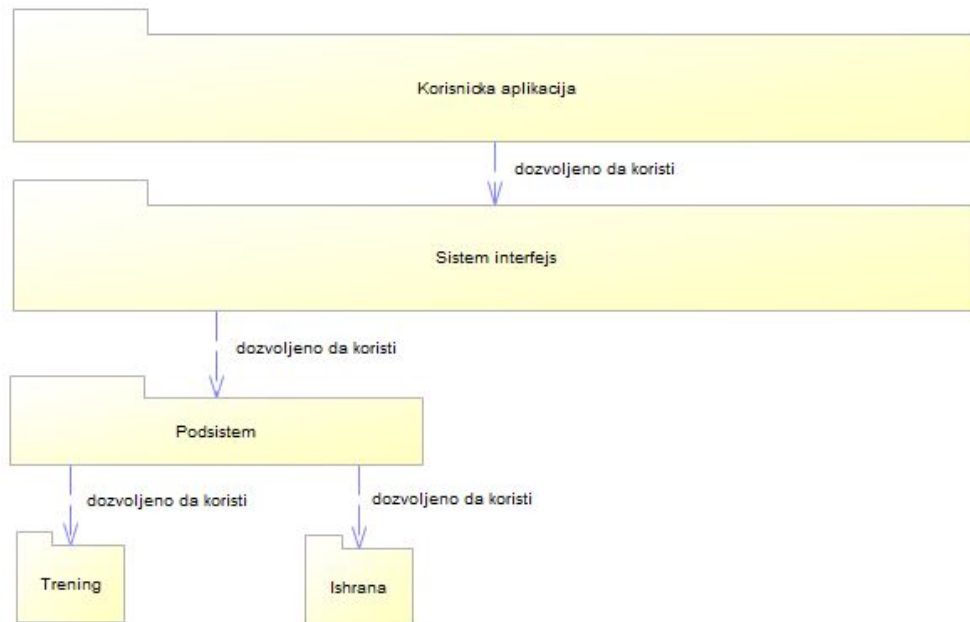 Korisnicka aplikacija
dozvoljeno da koristi
Sistem interfejs
dozvoljeno da koristi
Podsistem
dozvoljeno da koristi
dozvoljeno da koristi
Trening
Ishrana